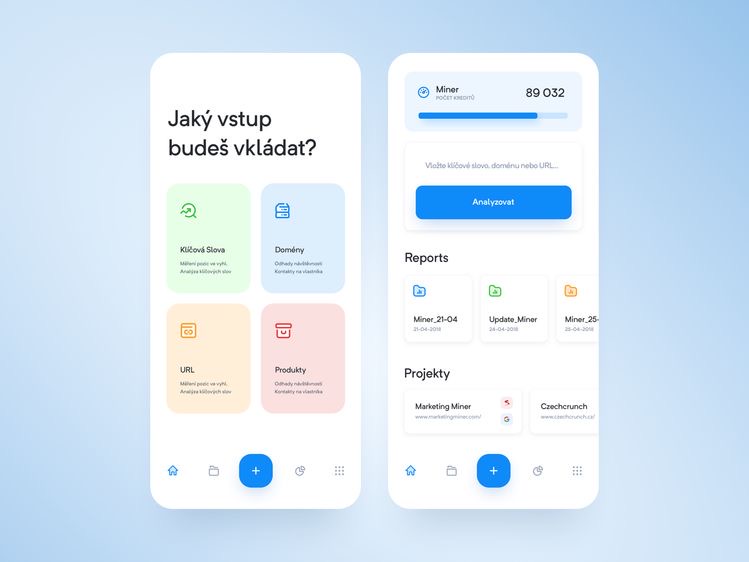 Jaký vstup
budeš vkládat?
Klíčová Slova
Měření pozic ve vyhl.
Analýza klíčových slov
Domény
Odhady návštěvnosti
Kontakty na vlastníka
URL
Měření pozic ve vyhl.
Analýza klíčových slov
Produkty
Odhady návštěvnosti
Kontakty na vlastníka
Miner
POČET KREDITŮ
89 032
Vložte klíčové slovo, doménu nebo URL...
Analyzovat
Reports
Miner_21-04
21-04-2018
Update_Miner
24-04-2018
Miner_25-
25-04-2018
Projekty
Marketing Miner
www.marketingminer.com/
Czechcrunch
www.czechcrunch.cz/